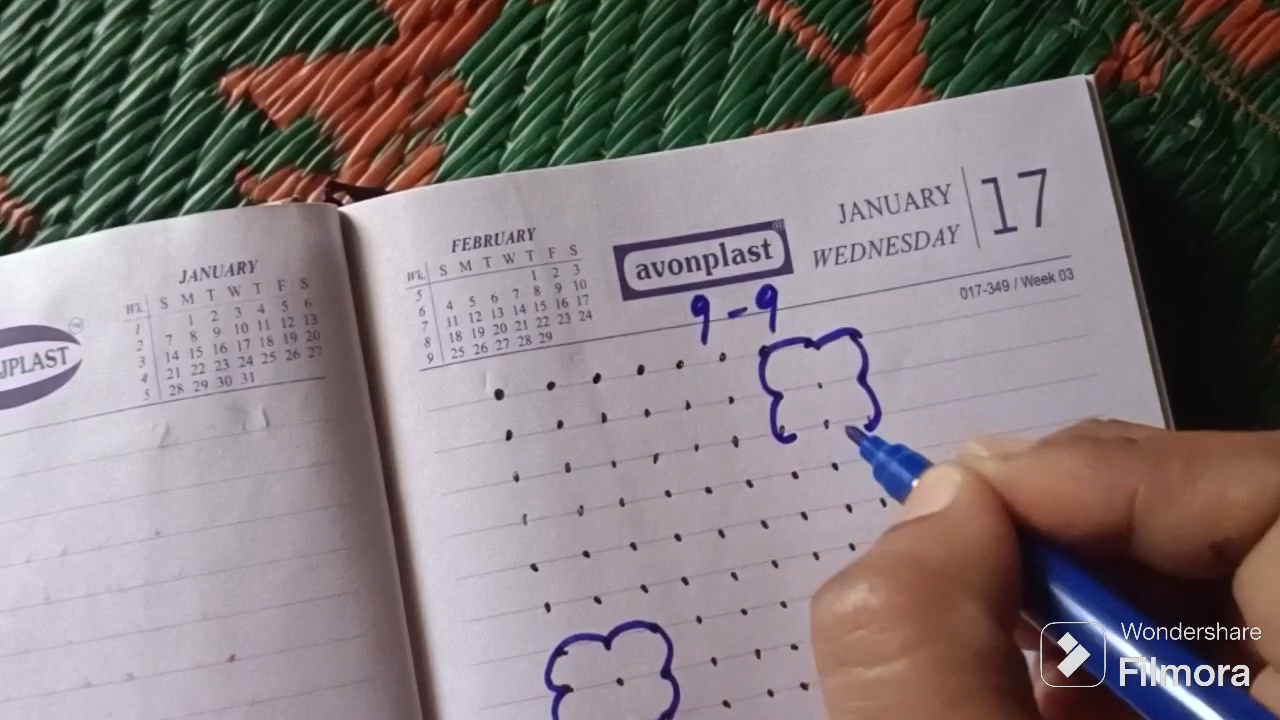 JPLAST
JANUARY
Wk. S M T W T F S
1 1 2 3 4 5 6
2 7 8 9 10 11 12 13
3 14 15 16 17 18 19 20
4 21 22 23 24 25 26 27
5 28 29 30 31
FEBRUARY
Wk. S M T W T F S
5 1 2 3
6 4 5 6 7 8 9 10
7 11 12 13 14 15 16 17
8 18 19 20 21 22 23 24
9 25 26 27 28 29
avonplast
JANUARY
WEDNESDAY
17
017-349 / Week 03
9-9
Wondershare
Filmora